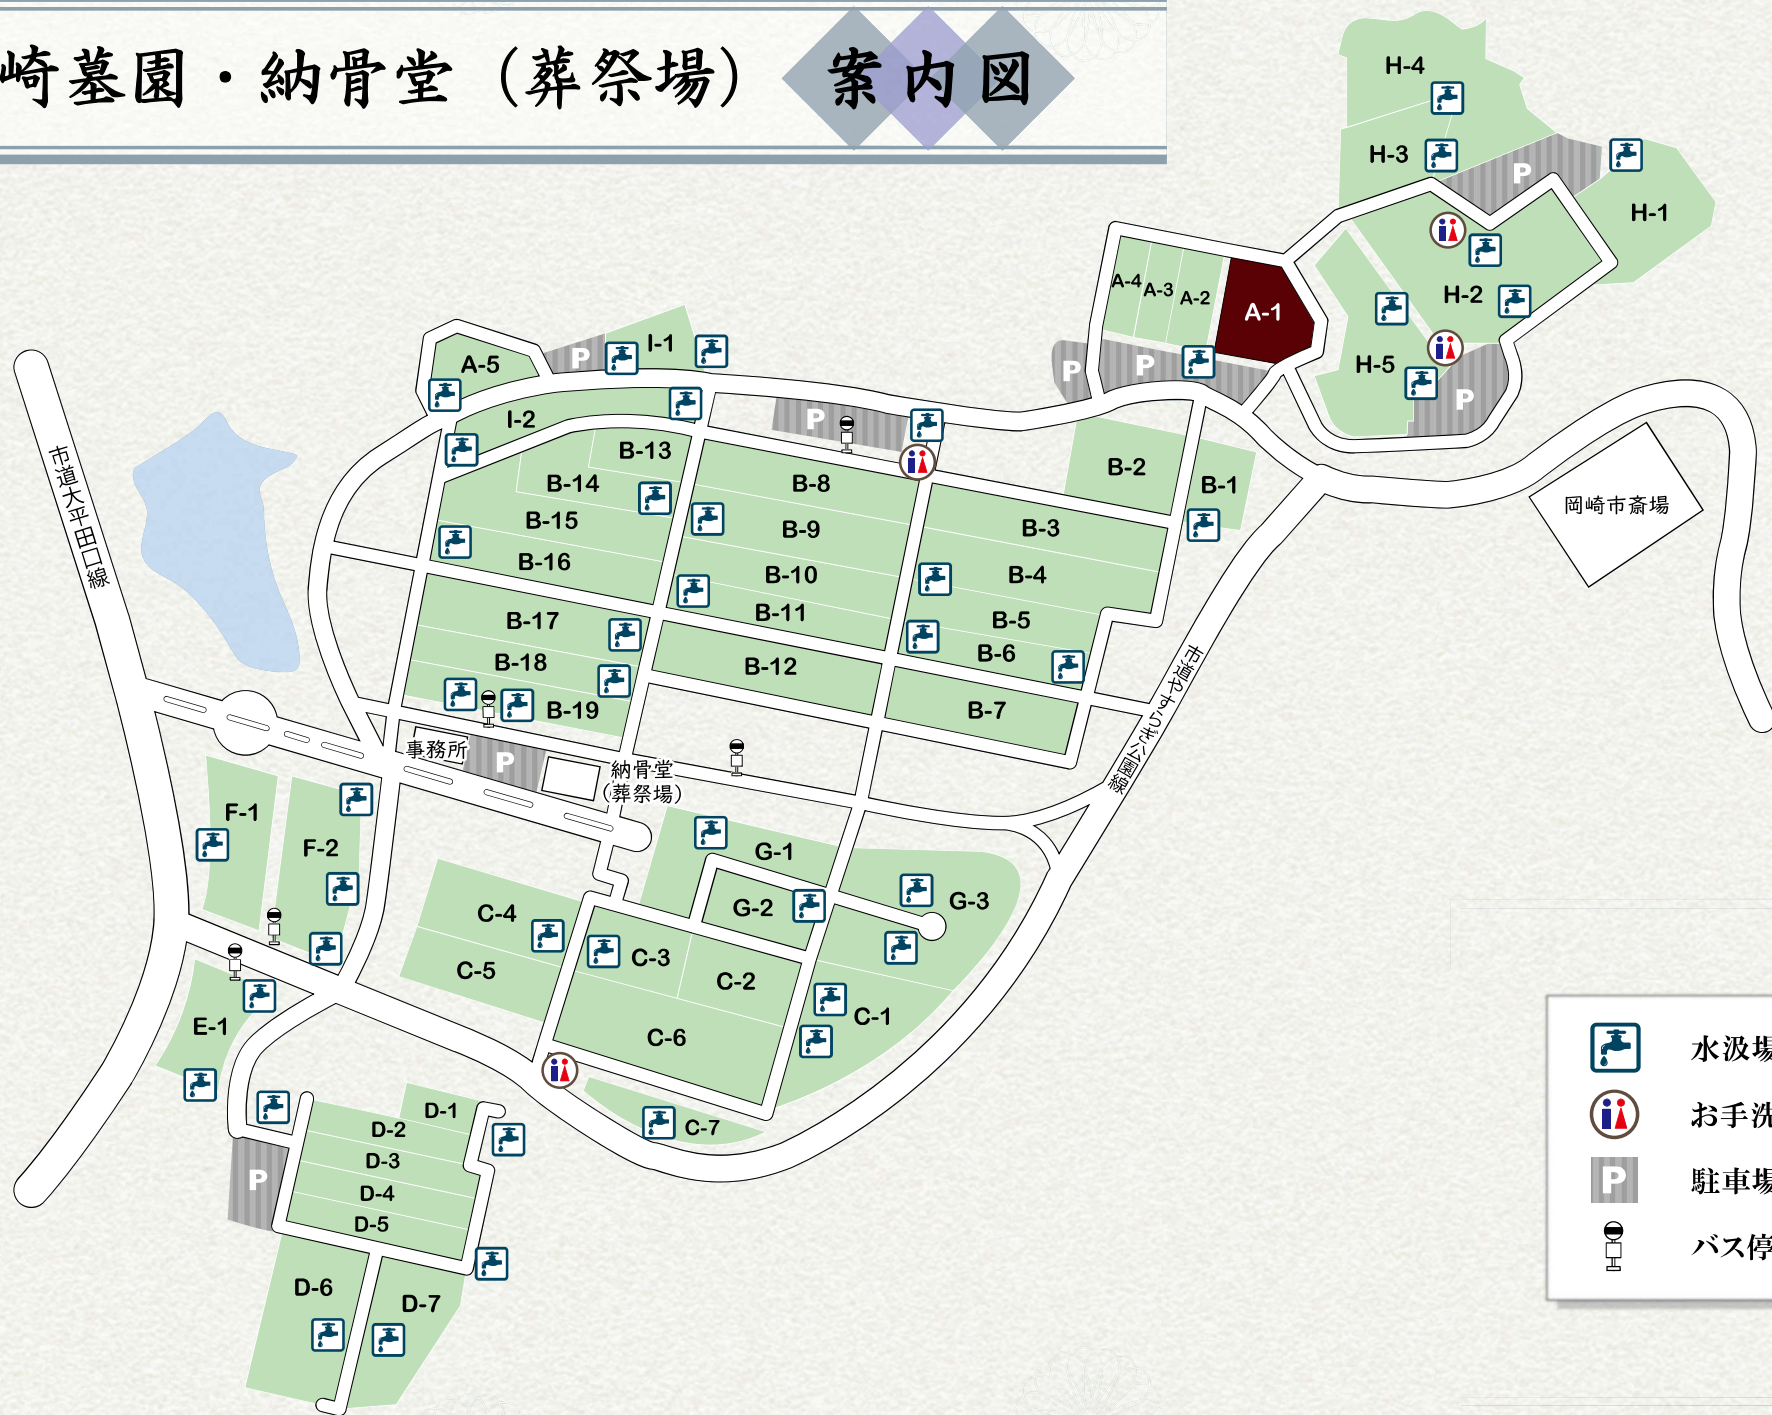 崎墓園・納骨堂（葬祭場） 案内図
H-4
H-3
P
H-1
H-2
H-5
P
A-4
A-3
A-2
A-1
P
P
A-5
P
I-1
I-2
P
B-13
B-14
B-15
B-16
B-8
B-9
B-10
B-11
B-2
B-1
B-3
B-4
B-5
B-6
B-17
B-18
B-19
B-12
B-7
岡崎市斎場
市道大平田口線
市道やすらぎ公園線
事務所
P
納骨堂
（葬祭場）
F-1
F-2
G-1
G-2
G-3
C-4
C-5
C-3
C-2
C-1
C-6
C-7
E-1
D-1
D-2
D-3
D-4
D-5
P
D-6
D-7
水汲場
お手洗
P 駐車場
バス停